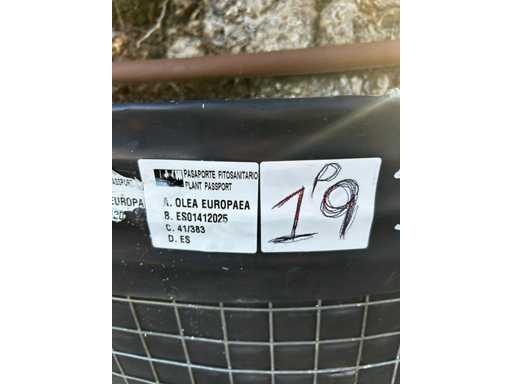 PASAPORTE FITOSANITARIO
PLANT PASSPORT
A. OLEA EUROPAEA
B. ES01412025
C. 41/383
D. ES
P
19